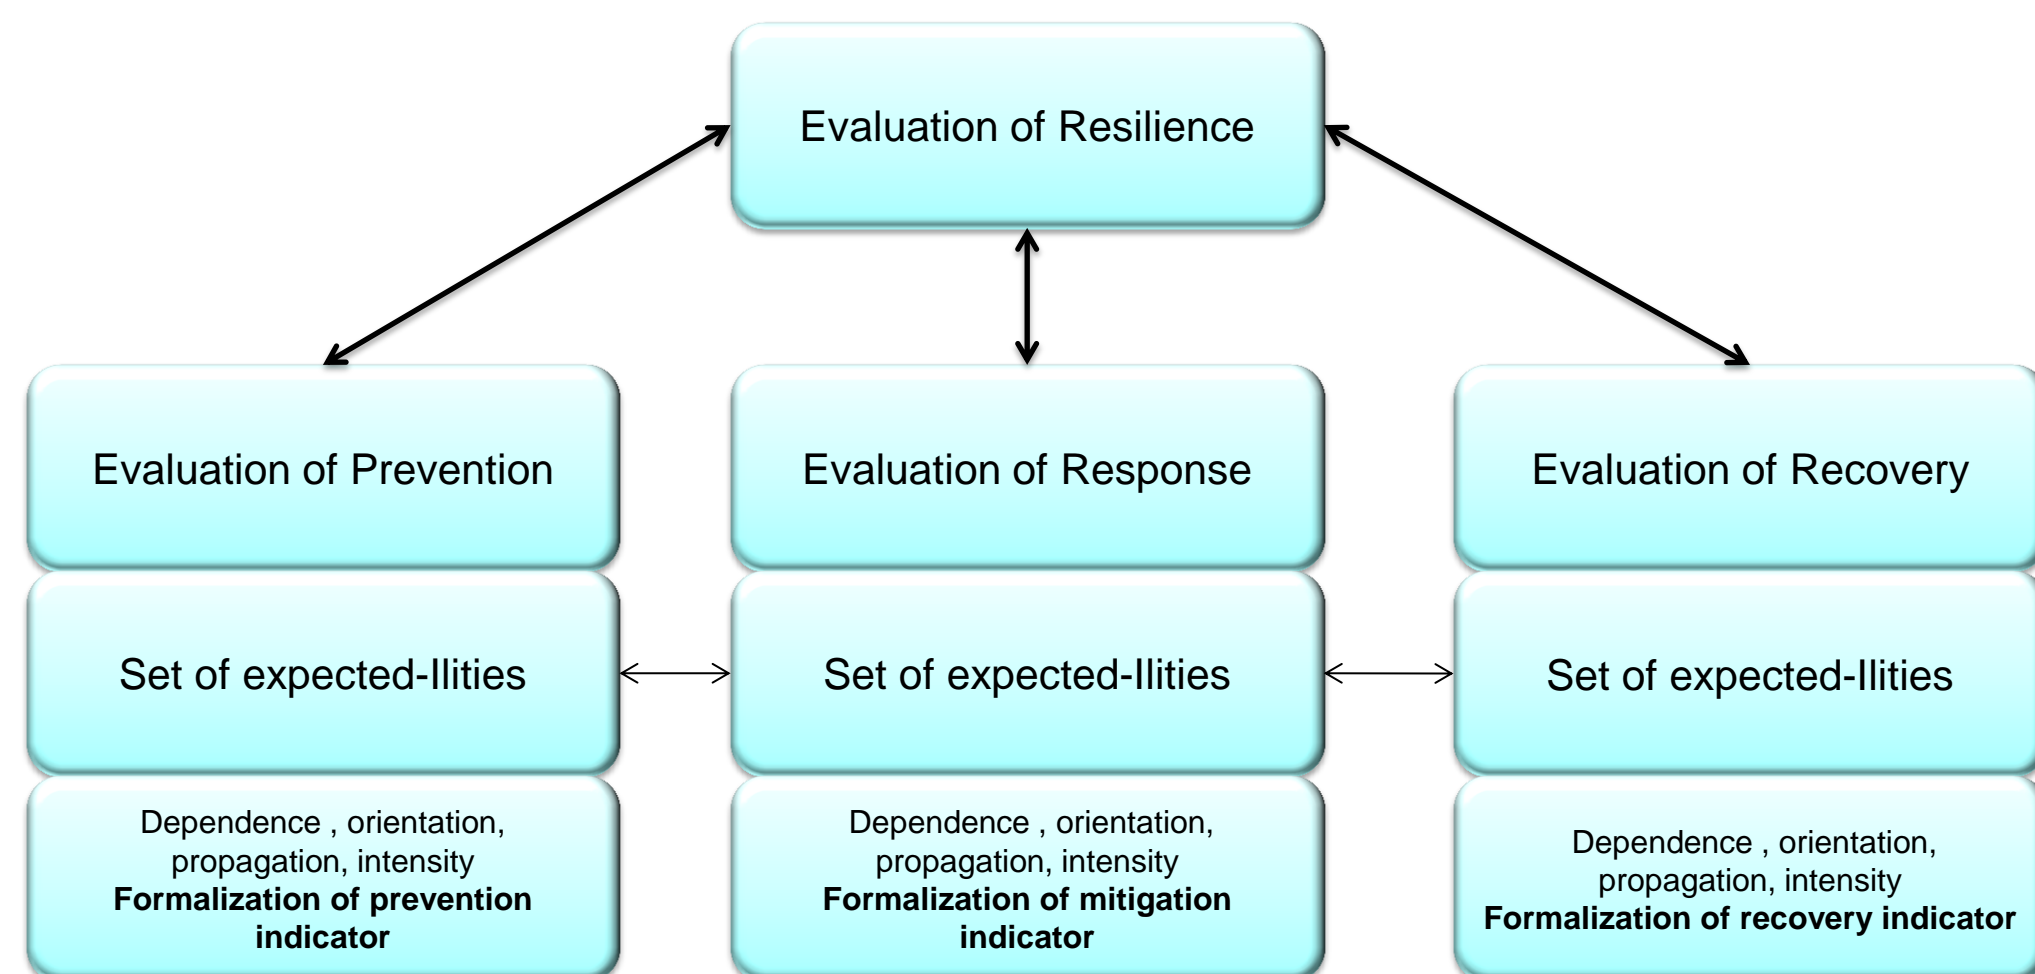 Evaluation of Resilience
Evaluation of Prevention
Evaluation of Response
Evaluation of Recovery
Set of expected-Ilities
Set of expected-Ilities
Set of expected-Ilities
Dependence , orientation,
propagation, intensity
Formalization of prevention
indicator
Dependence , orientation,
propagation, intensity
Formalization of mitigation
indicator
Dependence , orientation,
propagation, intensity
Formalization of recovery indicator